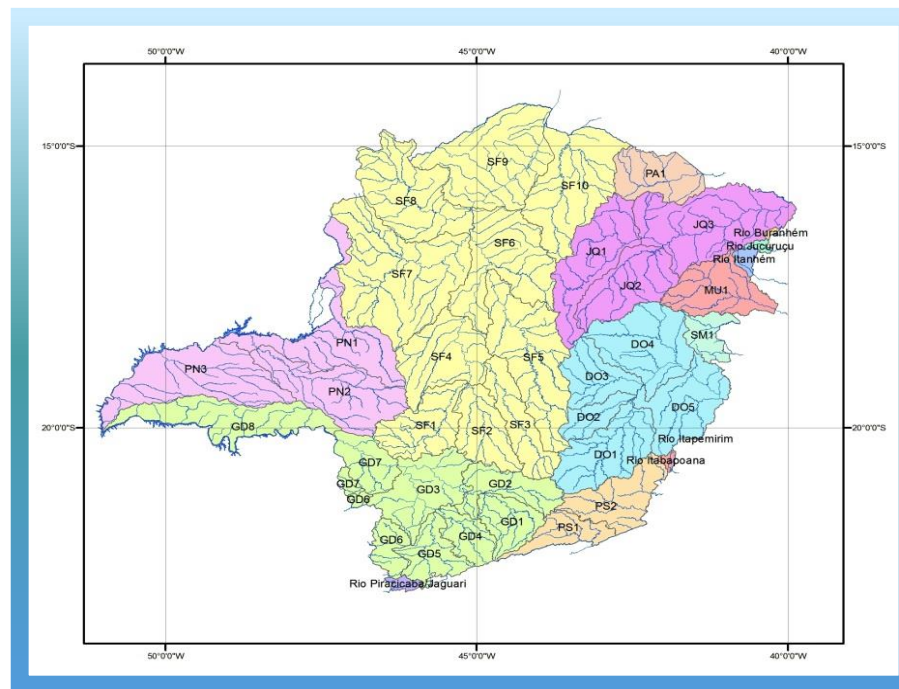 50°0'0"W 45°0'0"W 40°0'0"W
15°0'0"S 15°0'0"S
SF9
PA1
SF10
SF8
JQ3
Rio Buranhém
SF6
Rio Jucuruçu
JQ1
Rio Itanhém
SF7
JQ2
MU1
SM1
PN1
DO4
SF4
SF5
PN3
DO3
PN2
DO5
DO2
20°0'0"S 20°0'0"S
GD8
SF1
SF2
SF3
Rio Itapemirim
DO1
Rio Itabapoana
GD7
GD3
GD2
GD7
GD6
PS2
GD1
PS1
GD6
GD4
GD5
Rio Piracicaba/Jaguari
50°0'0"W 45°0'0"W 40°0'0"W